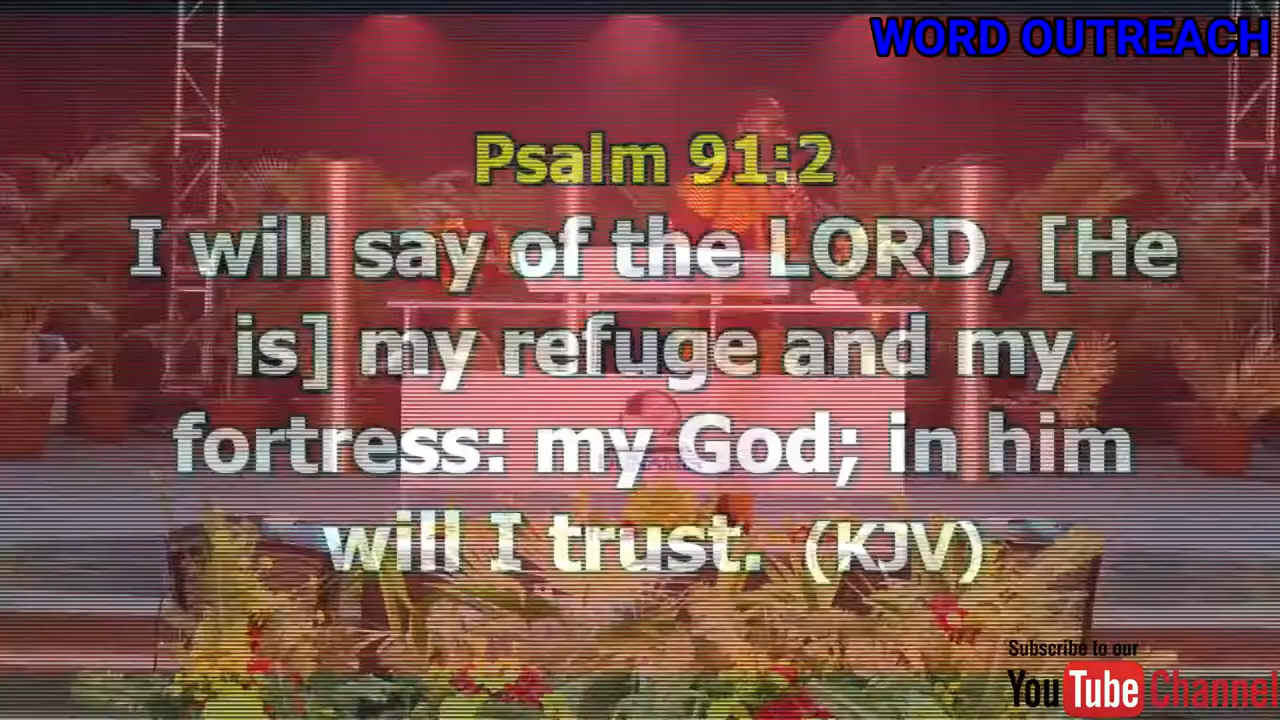 WORD OUTREACH
Psalm 91:2
I will say of the LORD, [He
is] my refuge and my
fortress: my God; in him
will I trust. (KJV)
Subscribe to our
YouTube Channel